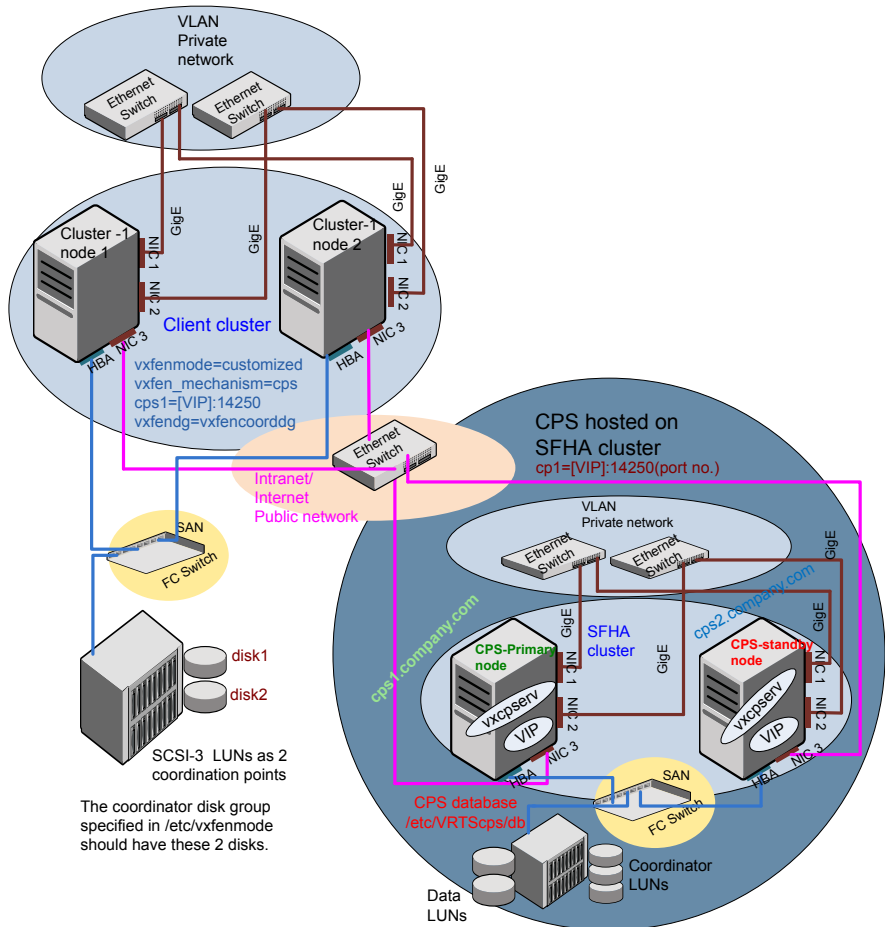 VLAN
Private
network
Ethernet
Switch
Ethernet
Switch
GigE
GigE
GigE
GigE
Cluster -1
node 1
NIC 1
NIC 2
HBA
NIC 3
Cluster-1
node 2
NIC 1
NIC 2
HBA
NIC 3
Client cluster
vxfenmode=customized
vxfen_mechanism=cps
cps1=[VIP]:14250
vxfendg=vxfencoorddg
Ethernet
Switch
Intranet/
Internet
Public network
SAN
FC Switch
disk1
disk2
SCSI-3 LUNs as 2
coordination points
The coordinator disk group
specified in /etc/vxfenmode
should have these 2 disks.
CPS hosted on
SFHA cluster
cp1=[VIP]:14250(port no.)
VLAN
Private network
Ethernet
Switch
Ethernet
Switch
GigE
GigE
GigE
GigE
cps1.company.com
cps2.company.com
SFHA
cluster
CPS-Primary
node
vxcpserv
VIP
NIC 1
NIC 2
HBA
NIC 3
CPS-standby
node
vxcpserv
VIP
NIC 1
NIC 2
HBA
NIC 3
CPS database
/etc/VRTScps/db
SAN
FC Switch
Data
LUNs
Coordinator
LUNs